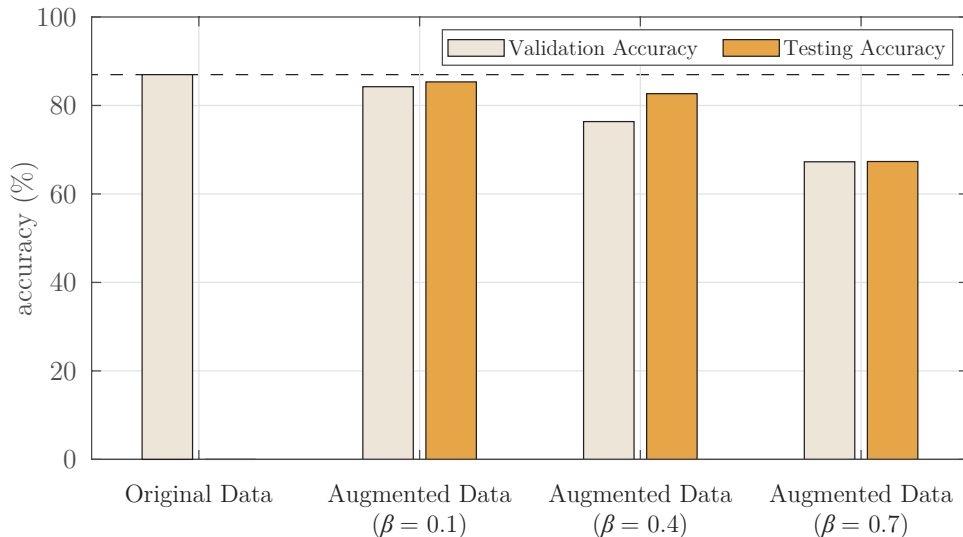 100
80
60
40
20
0
accuracy (%)
Validation Accuracy
Testing Accuracy
Original Data
Augmented Data
(β = 0.1)
Augmented Data
(β = 0.4)
Augmented Data
(β = 0.7)